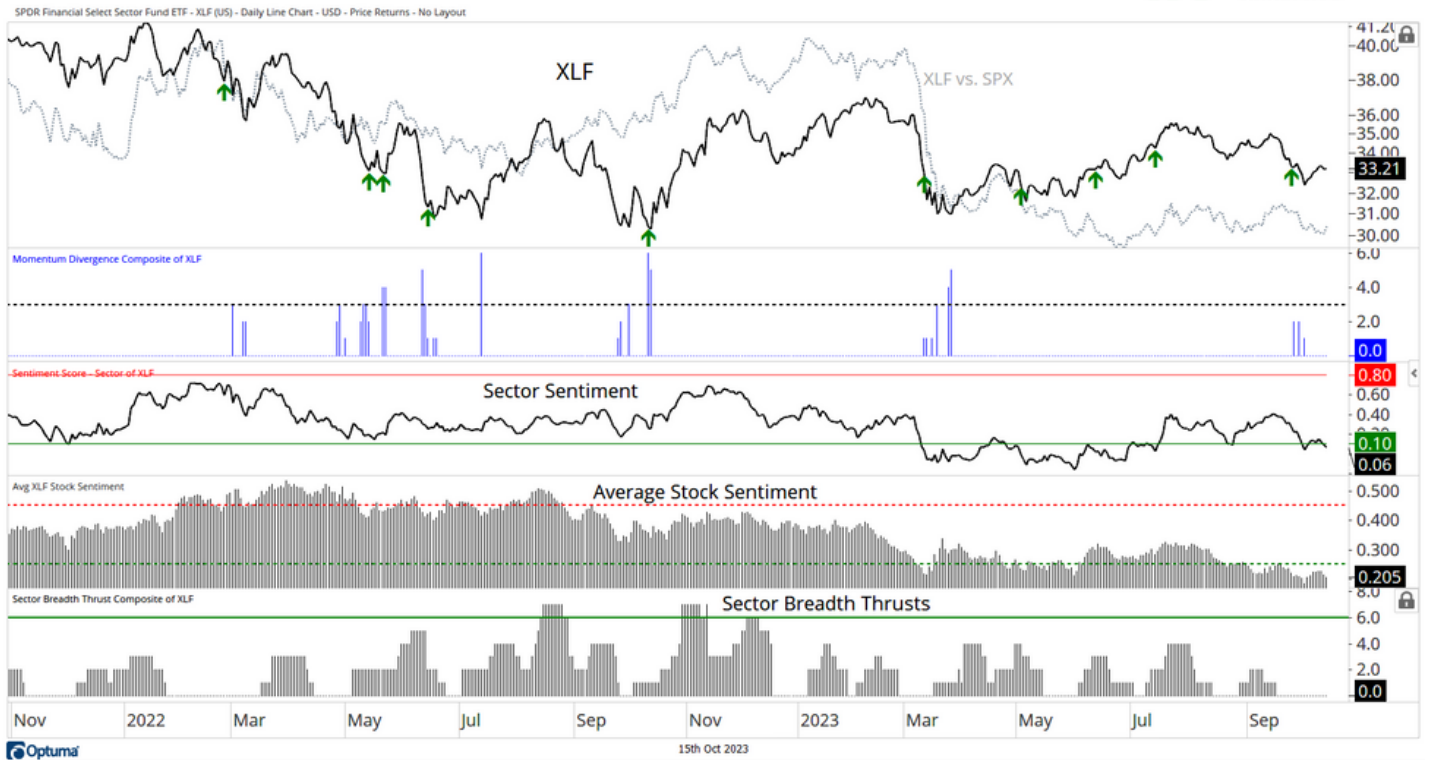 SPDR Financial Select Sector Fund ETF - XLF (US) - Daily Line Chart - USD - Price Returns - No Layout
XLF
XLF vs. SPX
41.20
40.00
38.00
36.00
35.00
34.00
33.21
32.00
31.00
30.00
Momentum Divergence Composite of XLF
6.0
4.0
2.0
0.0
Sentiment Score - Sector of XLF
Sector Sentiment
0.80
0.60
0.40
0.20
0.10
0.06
Avg XLF Stock Sentiment
Average Stock Sentiment
0.500
0.400
0.300
0.205
Sector Breadth Thrust Composite of XLF
Sector Breadth Thrusts
8.0
6.0
4.0
2.0
0.0
Nov 2022 Mar May Jul Sep Nov 2023 Mar May Jul Sep
Optuma
15th Oct 2023